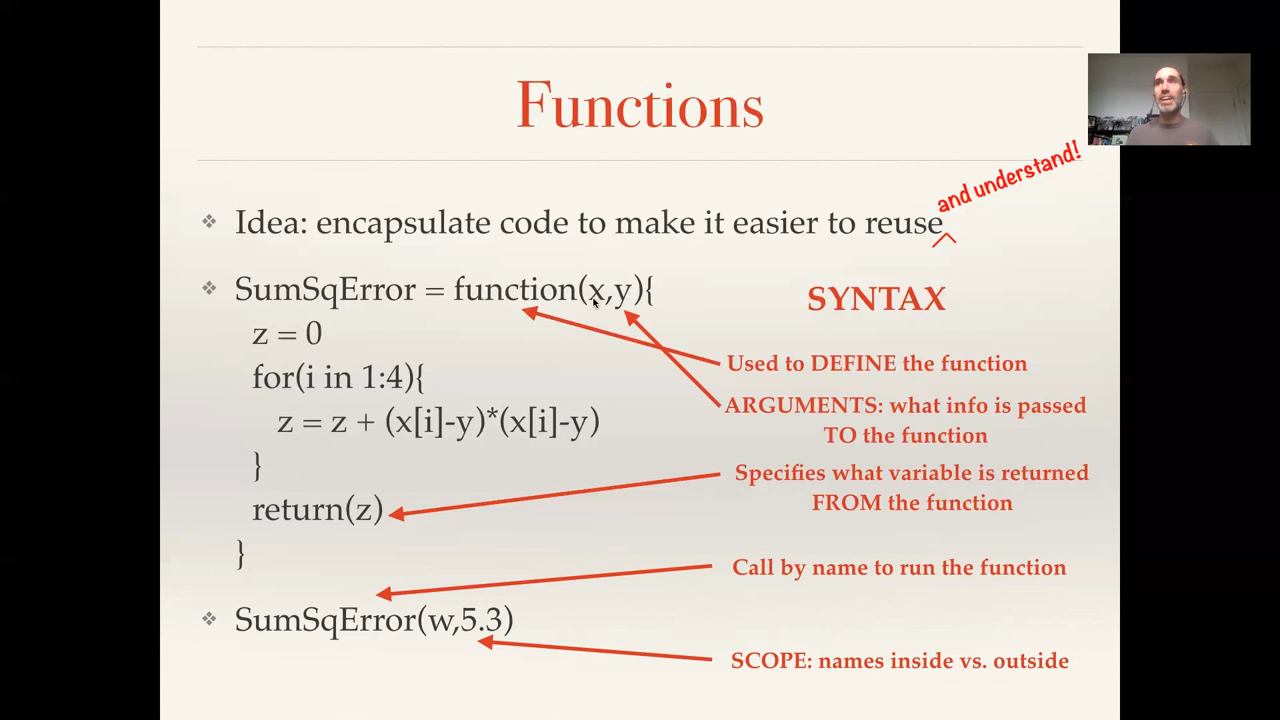 Functions
and understand!
Idea: encapsulate code to make it easier to reuse
SumSqError = function(x,y){
z = 0
for(i in 1:4){
z = z + (x[i]-y)*(x[i]-y)
}
return(z)
}
SumSqError(w,5.3)
SYNTAX
Used to DEFINE the function
ARGUMENTS: what info is passed
TO the function
Specifies what variable is returned
FROM the function
Call by name to run the function
SCOPE: names inside vs. outside